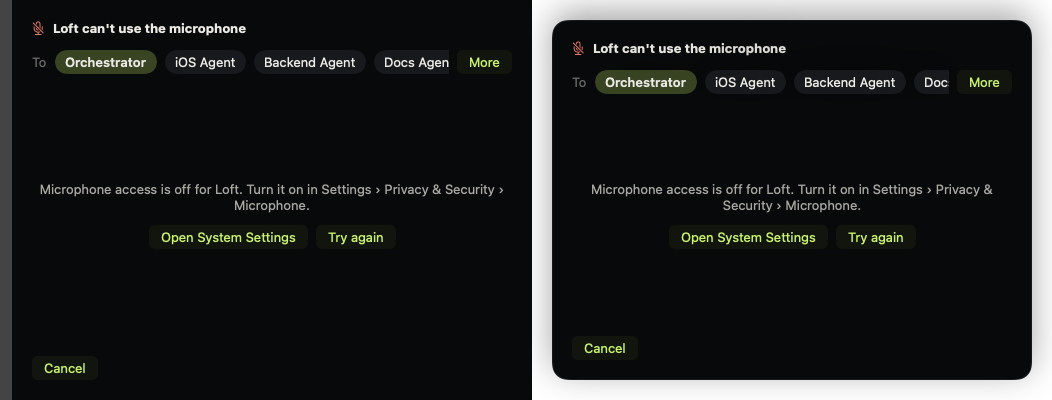 Loft can't use the microphone
To Orchestrator iOS Agent Backend Agent Docs Agen More
Microphone access is off for Loft. Turn it on in Settings › Privacy & Security ›
Microphone.
Open System Settings Try again
Cancel
Loft can't use the microphone
To Orchestrator iOS Agent Backend Agent Doc More
Microphone access is off for Loft. Turn it on in Settings › Privacy &
Security › Microphone.
Open System Settings Try again
Cancel